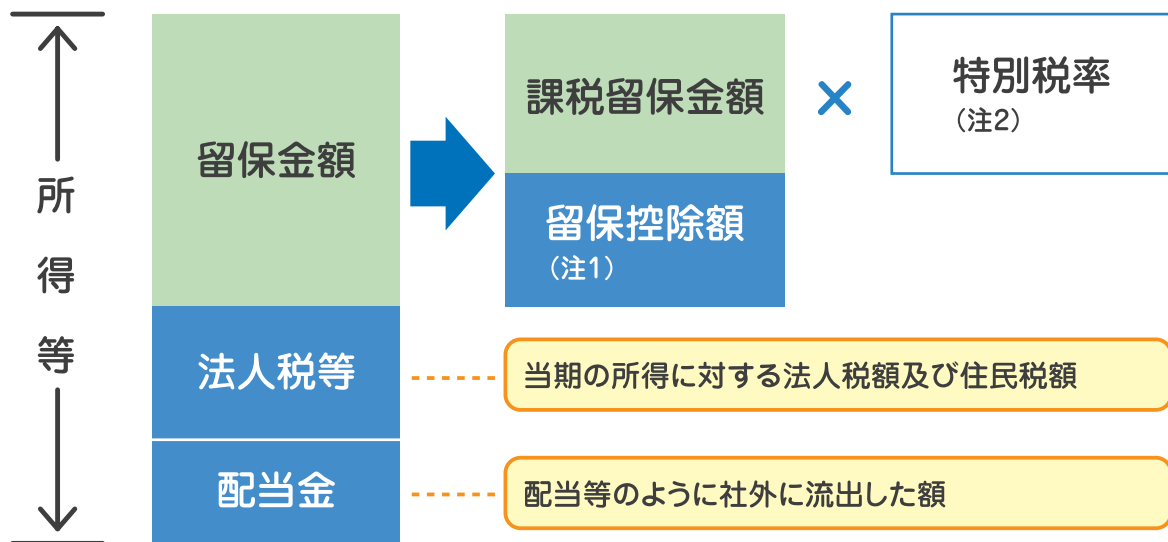 所得等
留保金額
法人税等
配当金
課税留保金額
留保控除額
（注1）
×
特別税率
（注2）
当期の所得に対する法人税額及び住民税額
配当等のように社外に流出した額